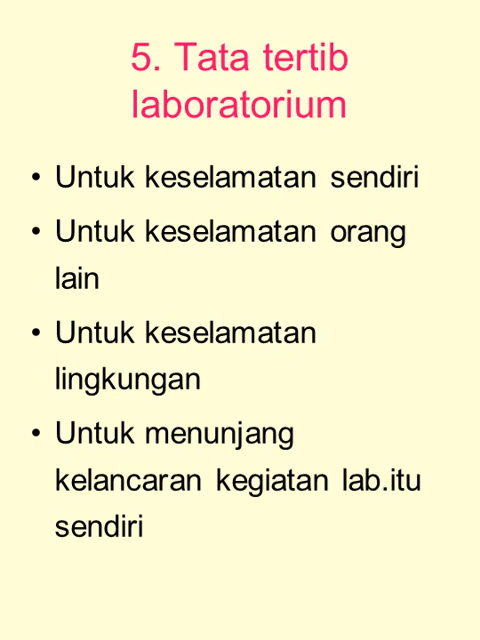 5. Tata tertib
laboratorium
• Untuk keselamatan sendiri
• Untuk keselamatan orang
lain
• Untuk keselamatan
lingkungan
• Untuk menunjang
kelancaran kegiatan lab.itu
sendiri